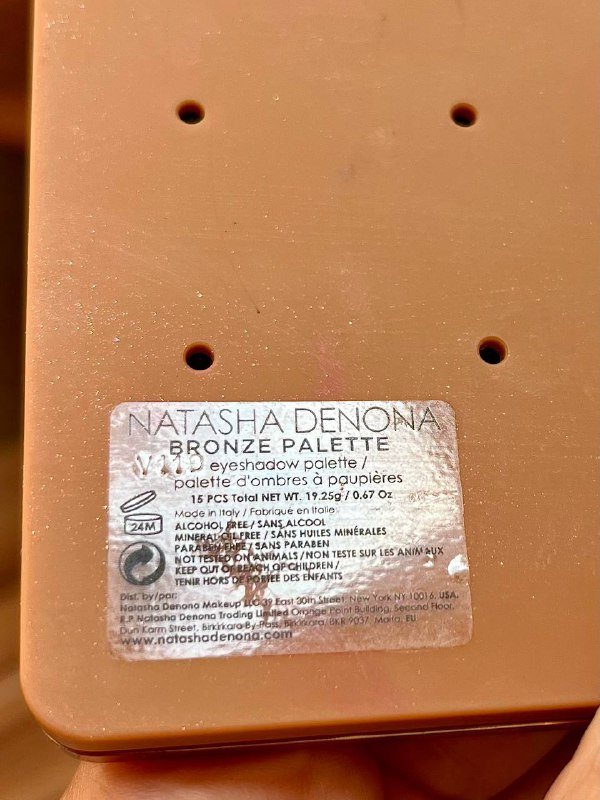 NATASHA DENONA
BRONZE PALETTE
eyeshadow palette /
palette d'ombres à paupières
15 PCS Total NET WT. 19.25g / 0.67 Oz
Made in Italy / Fabriqué en Italie
24M
ALCOHOL FREE / SANS ALCOOL
MINERAL OIL FREE / SANS HUILES MINÉRALES
PARABEN FREE / SANS PARABEN
NOT TESTED ON ANIMALS / NON TESTE SUR LES ANIMAUX
KEEP OUT OF REACH OF CHILDREN /
TENIR HORS DE PORTÉE DES ENFANTS
Dist. by/par:
Natasha Denona Makeup LLC 39 East 30th Street, New York NY 10016, USA.
R.P Natasha Denona Trading Limited Orange Point Building, Second Floor,
Dun Karm Street, Birkirkara By-Pass, Birkirkara, BKR 9037, Malta, EU
www.natashadenona.com